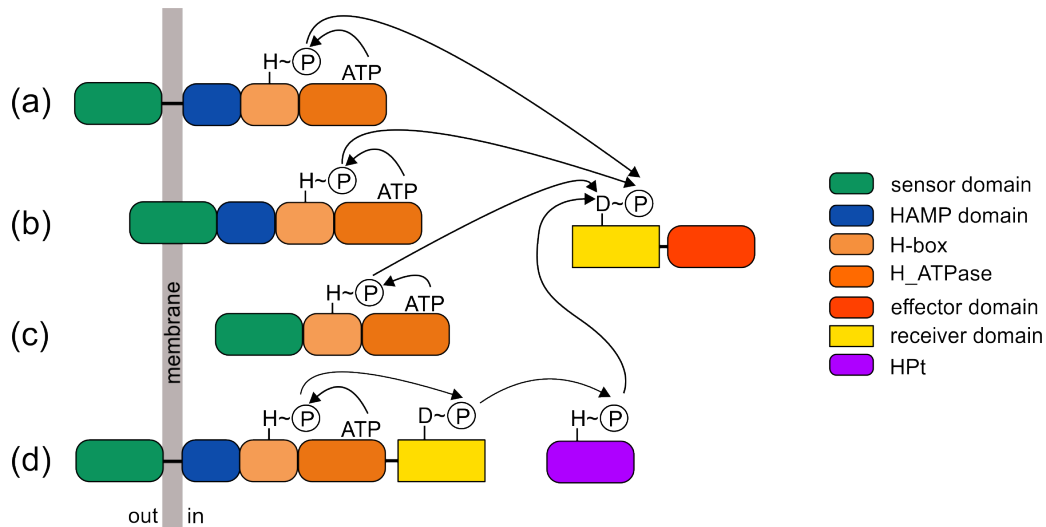 (a)
H~P
ATP
(b)
H~P
ATP
D~P
(c)
H~P
ATP
(d)
H~P
ATP
D~P
H~P
membrane
out in
sensor domain
HAMP domain
H-box
H_ATPase
effector domain
receiver domain
HPt